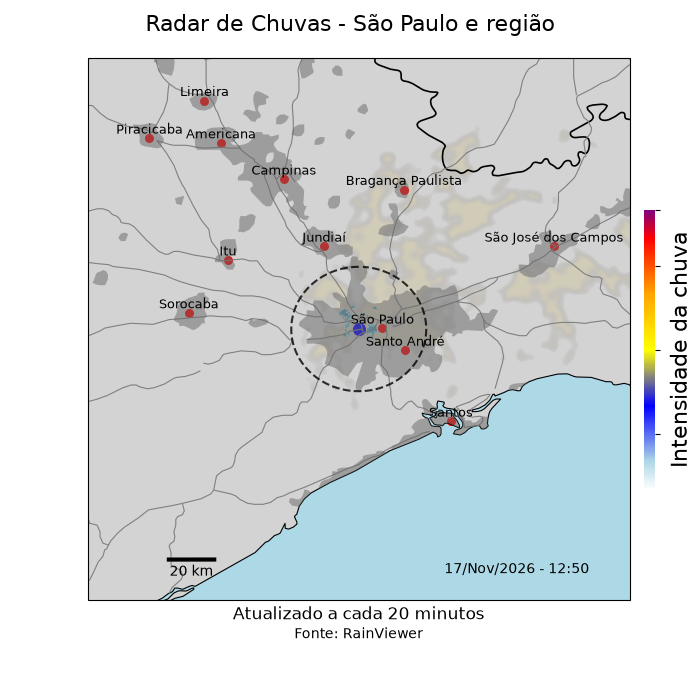 Radar de Chuvas - São Paulo e região
Limeira
Piracicaba
Americana
Campinas
Bragança Paulista
Jundiaí
São José dos Campos
Itu
Sorocaba
São Paulo
Santo André
Santos
Intensidade da chuva
20 km
17/Nov/2026 - 12:50
Atualizado a cada 20 minutos
Fonte: RainViewer